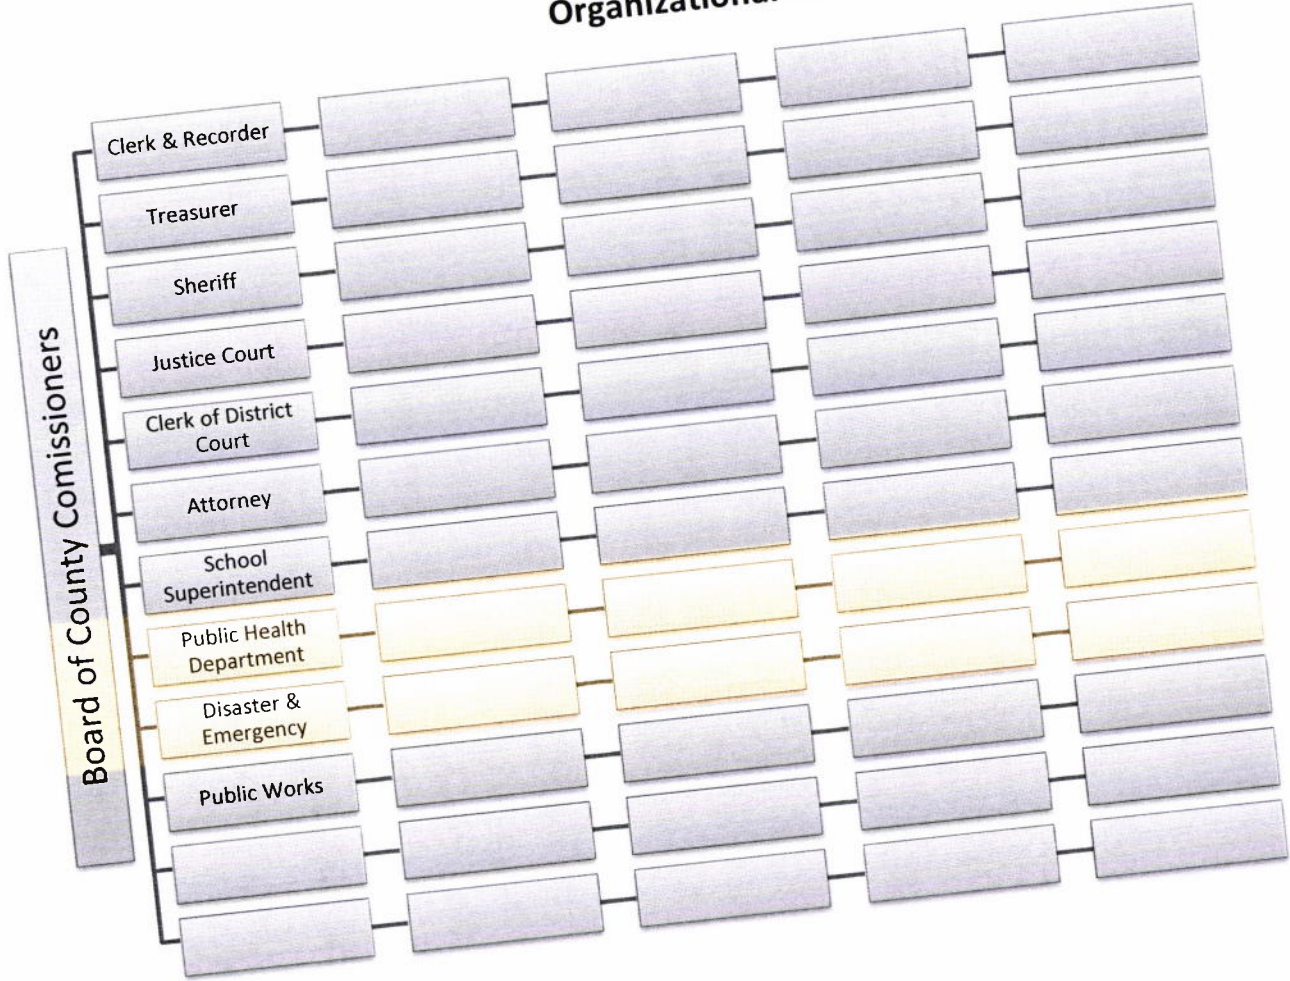 Organizational
Clerk & Recorder
Treasurer
Sheriff
Justice Court
Clerk of District
Court
Attorney
School
Superintendent
Public Health
Department
Disaster &
Emergency
Public Works
Board of County Comissioners